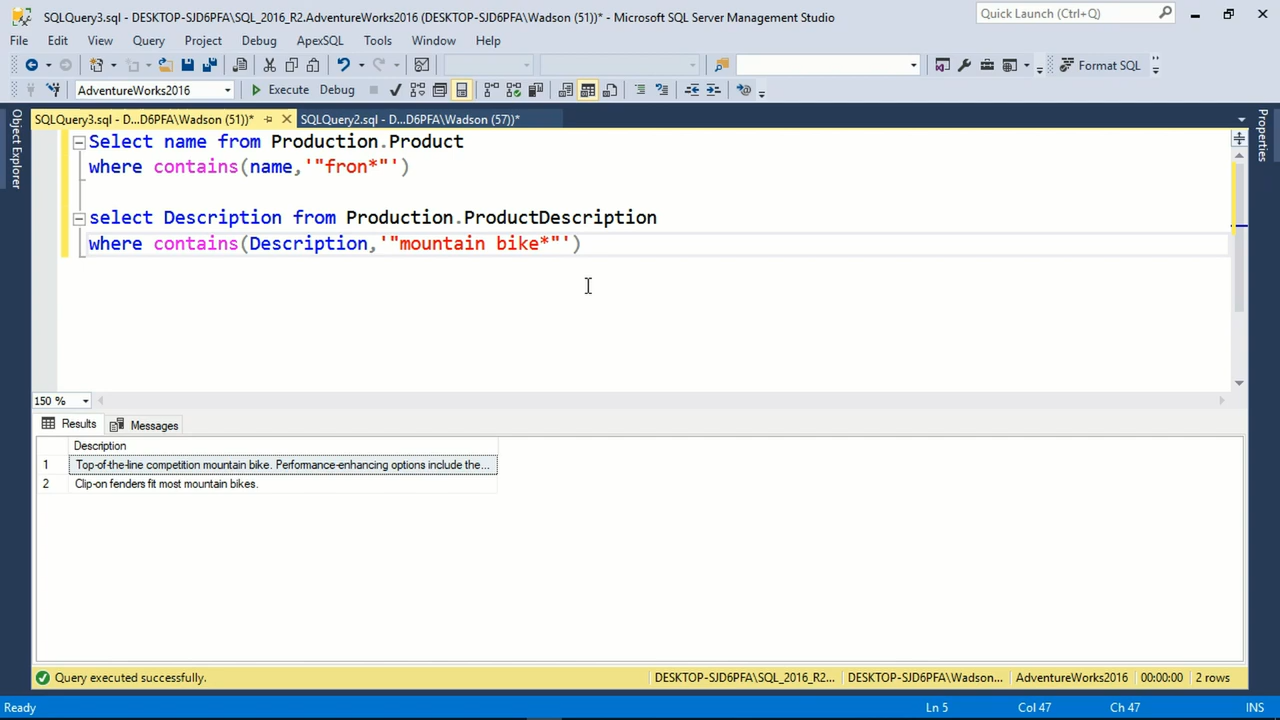 SQLQuery3.sql - DESKTOP-SJD6PFA\SQL_2016_R2.AdventureWorks2016 (DESKTOP-SJD6PFA\Wadson (51))* - Microsoft SQL Server Management Studio
Quick Launch (Ctrl+Q)
File Edit View Query Project Debug ApexSQL Tools Window Help
Format SQL
AdventureWorks2016 Execute Debug
Object Explorer
SQLQuery3.sql - D...D6PFA\Wadson (51))* SQLQuery2.sql - D...D6PFA\Wadson (57))*
Properties
Select name from Production.Product
where contains(name,'"fron*"')
select Description from Production.ProductDescription
where contains(Description,'"mountain bike*"')
150 %
Results Messages
Description
1 Top-of-the-line competition mountain bike. Performance-enhancing options include the...
2 Clip-on fenders fit most mountain bikes.
Query executed successfully. DESKTOP-SJD6PFA\SQL_2016_R2... DESKTOP-SJD6PFA\Wadson... AdventureWorks2016 00:00:00 2 rows
Ready Ln 5 Col 47 Ch 47 INS